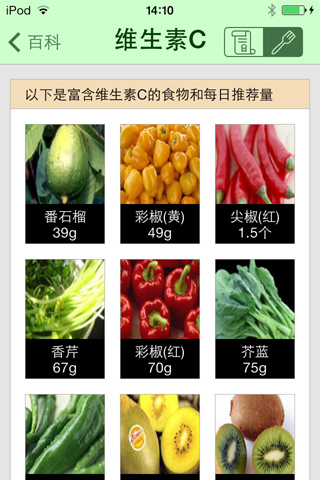 iPod 14:10
百科 维生素C
以下是富含维生素C的食物和每日推荐量
番石榴 彩椒(黄) 尖椒(红)
39g 49g 1.5个
香芹 彩椒(红) 芥蓝
67g 70g 75g